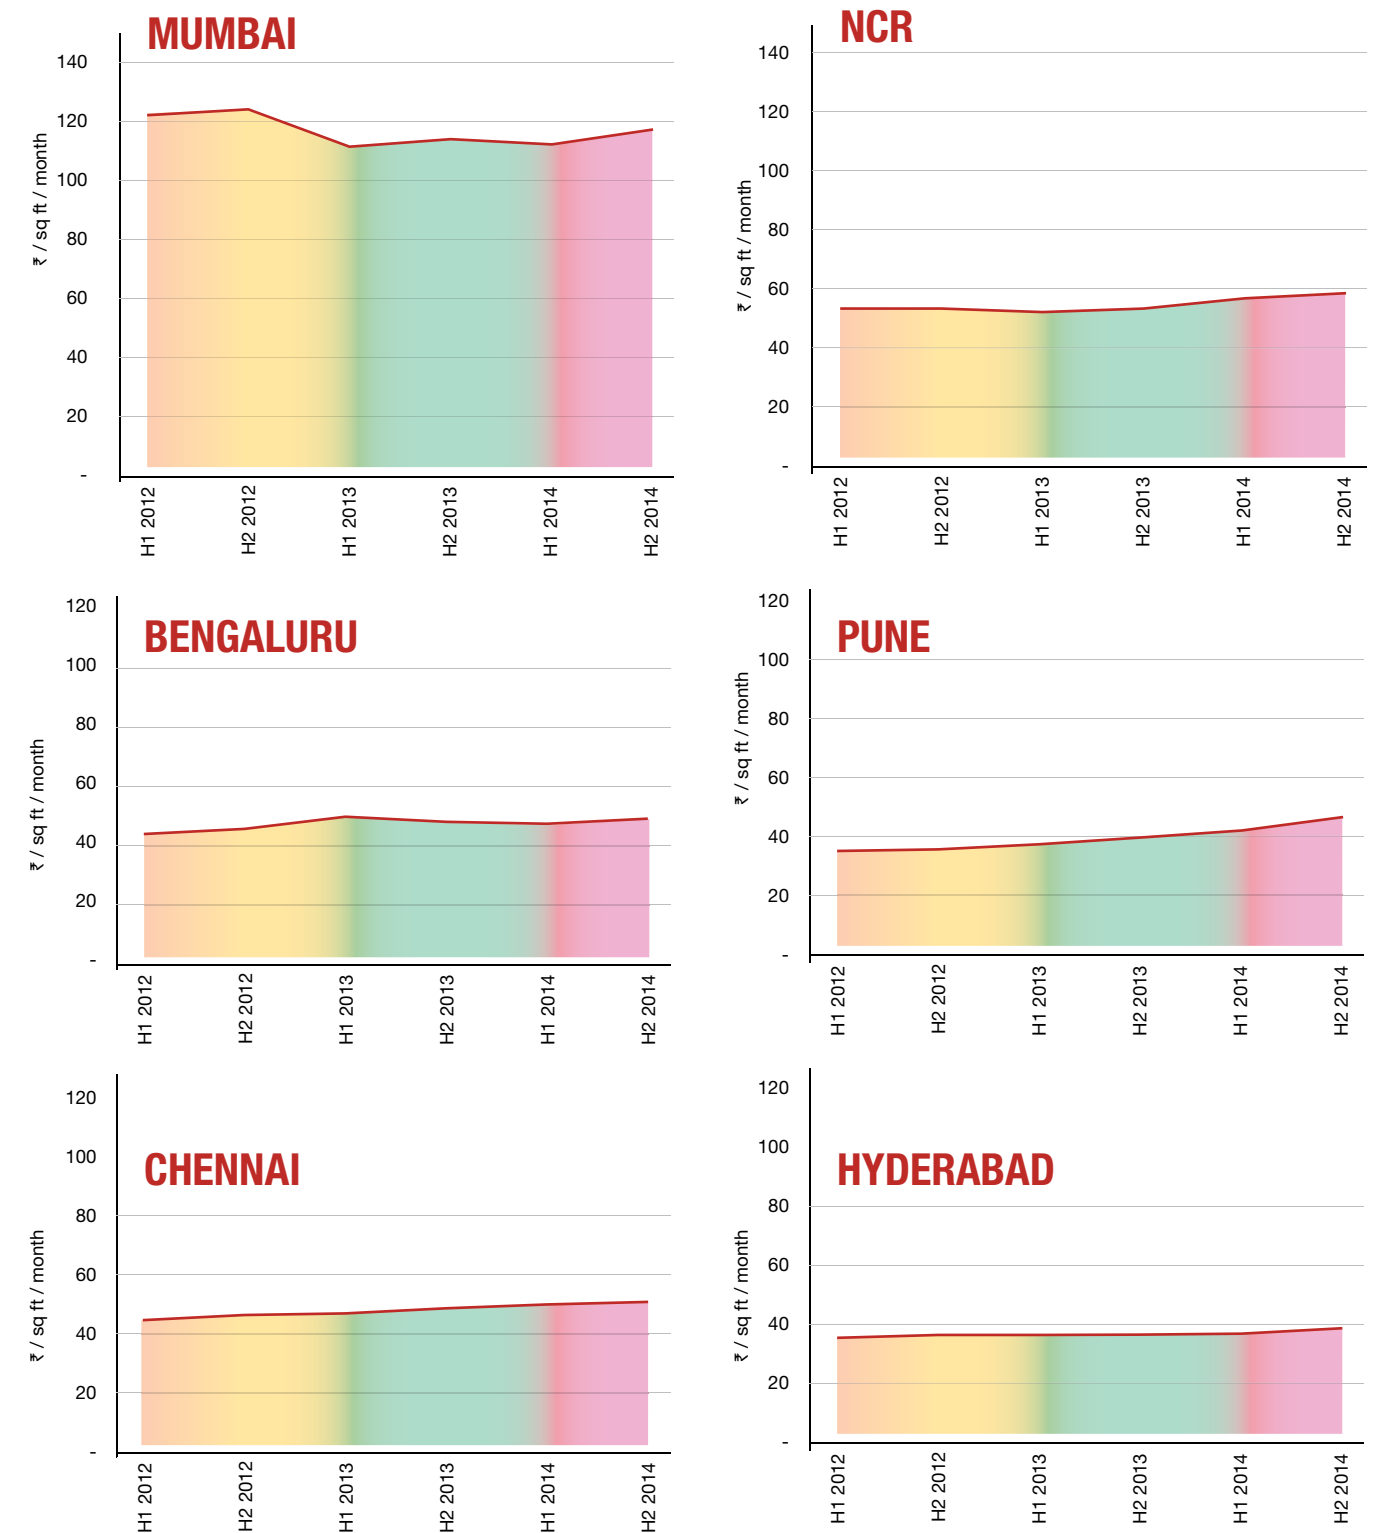 MUMBAI
140
120
100
80
60
40
20
-
₹ / sq ft / month
H1 2012
H2 2012
H1 2013
H2 2013
H1 2014
H2 2014
NCR
140
120
100
80
60
40
20
-
₹ / sq ft / month
H1 2012
H2 2012
H1 2013
H2 2013
H1 2014
H2 2014
BENGALURU
120
100
80
60
40
20
-
₹ / sq ft / month
H1 2012
H2 2012
H1 2013
H2 2013
H1 2014
H2 2014
PUNE
120
100
80
60
40
20
-
₹ / sq ft / month
H1 2012
H2 2012
H1 2013
H2 2013
H1 2014
H2 2014
CHENNAI
120
100
80
60
40
20
-
₹ / sq ft / month
H1 2012
H2 2012
H1 2013
H2 2013
H1 2014
H2 2014
HYDERABAD
120
100
80
60
40
20
-
₹ / sq ft / month
H1 2012
H2 2012
H1 2013
H2 2013
H1 2014
H2 2014